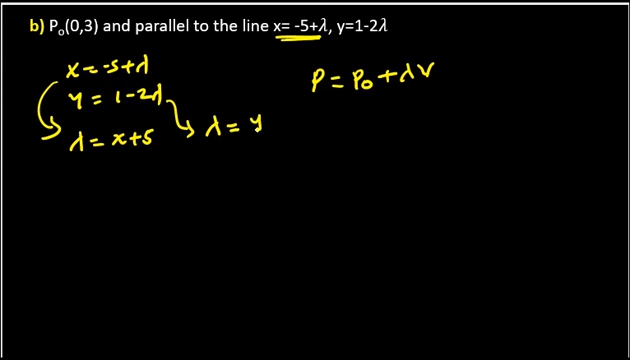 b) P₀(0,3) and parallel to the line x= -5+λ, y=1-2λ
x = -5+λ
y = 1-2λ
λ = x+5
λ = y
P = P₀ + λv